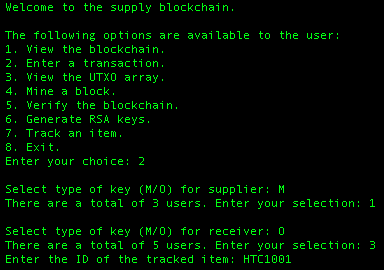 Welcome to the supply blockchain.
The following options are available to the user:
1. View the blockchain.
2. Enter a transaction.
3. View the UTXO array.
4. Mine a block.
5. Verify the blockchain.
6. Generate RSA keys.
7. Track an item.
8. Exit.
Enter your choice: 2
Select type of key (M/O) for supplier: M
There are a total of 3 users. Enter your selection: 1
Select type of key (M/O) for receiver: O
There are a total of 5 users. Enter your selection: 3
Enter the ID of the tracked item: HTC1001